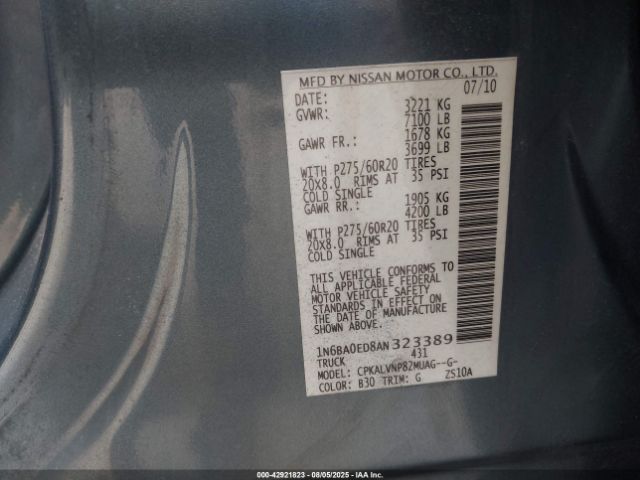 MFD BY NISSAN MOTOR CO., LTD.
DATE: 07/10
GVWR: 3221 KG
7100 LB
GAWR FR.: 1678 KG
3699 LB
WITH P275/60R20 TIRES
20X8.0 RIMS AT 35 PSI
COLD SINGLE
GAWR RR.: 1905 KG
4200 LB
WITH P275/60R20 TIRES
20X8.0 RIMS AT 35 PSI
COLD SINGLE
THIS VEHICLE CONFORMS TO
ALL APPLICABLE FEDERAL
MOTOR VEHICLE SAFETY
STANDARDS IN EFFECT ON
THE DATE OF MANUFACTURE
SHOWN ABOVE
1N6BA0ED8AN323389
TRUCK 431
MODEL: CPKALVNP82MUAG--G-
COLOR: B30 TRIM: G ZS10A
000-42921823 | 08/05/2025 | IAAI.COM